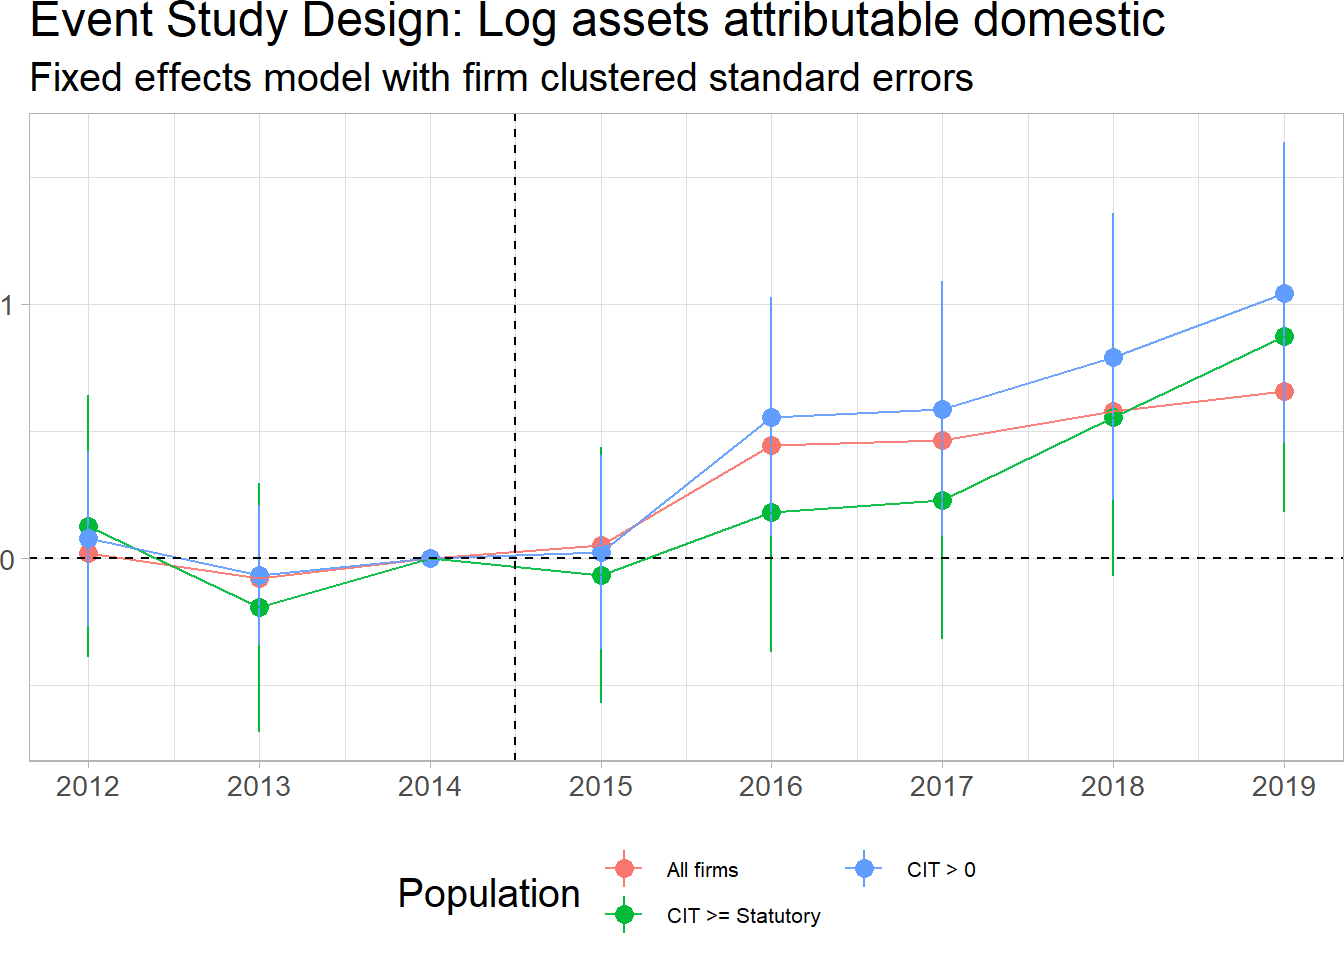 Event Study Design: Log assets attributable domestic
Fixed effects model with firm clustered standard errors
1
0
2012 2013 2014 2015 2016 2017 2018 2019
Population
All firms
CIT > 0
CIT >= Statutory